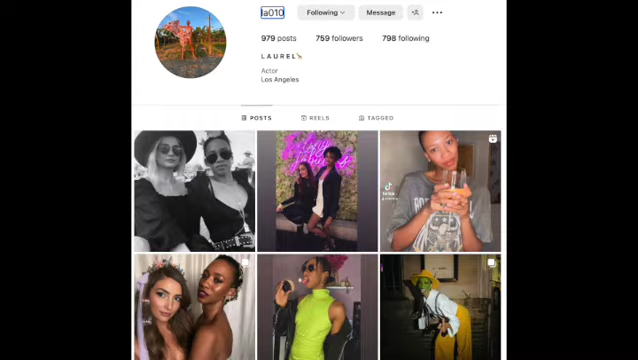 la010
Following
Message
979 posts
759 followers
798 following
LAUREL
Actor
Los Angeles
POSTS
REELS
TAGGED